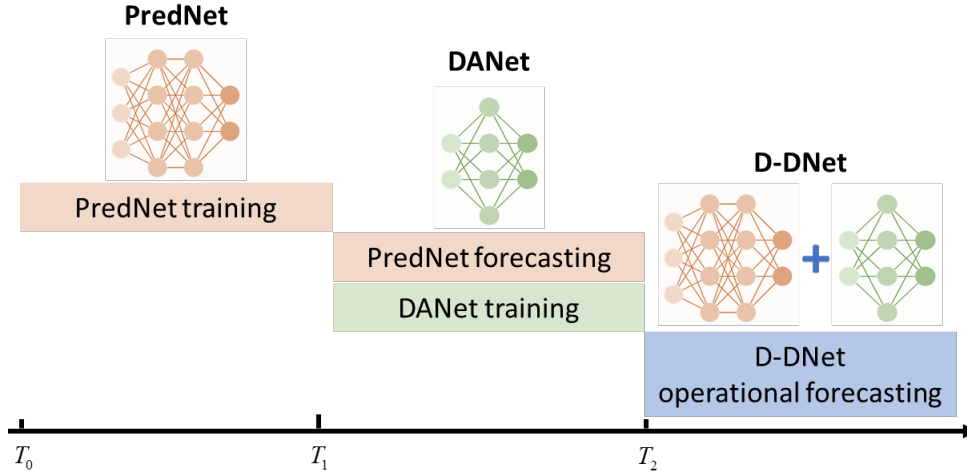 PredNet
DANet
D-DNet
PredNet training
PredNet forecasting
DANet training
+
D-DNet
operational forecasting
T0
T1
T2